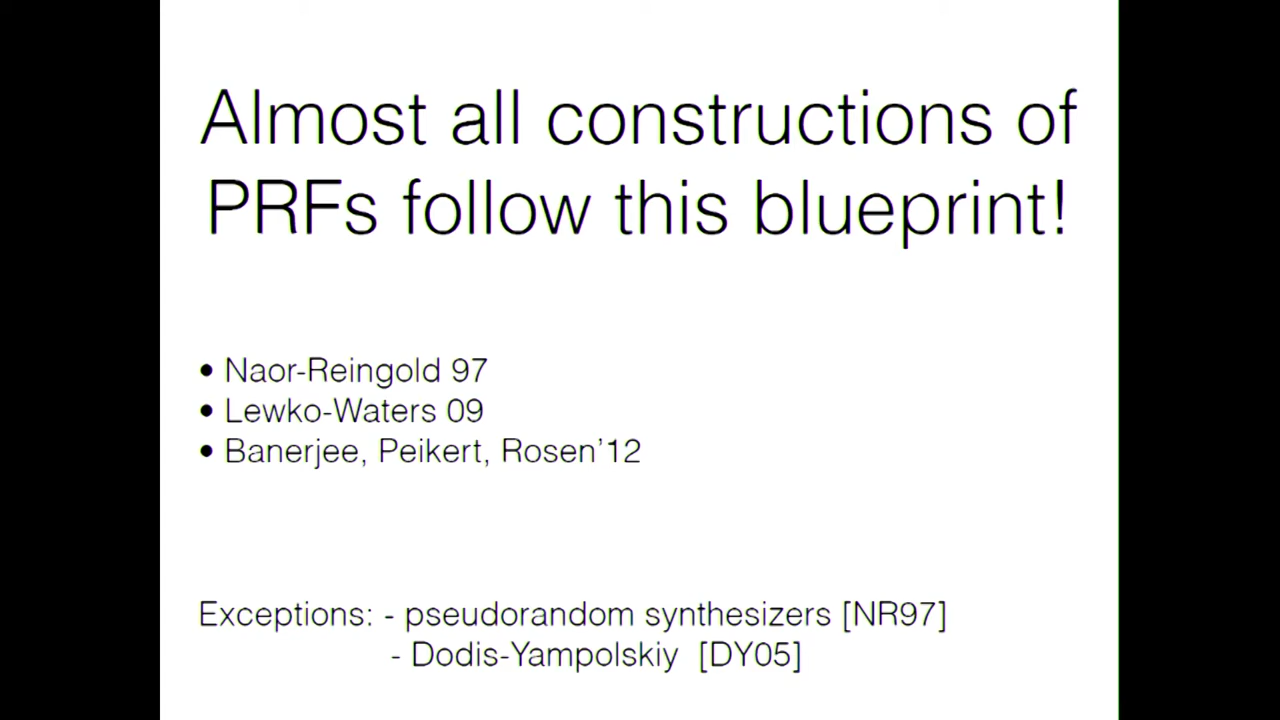 Almost all constructions of
PRFs follow this blueprint!
• Naor-Reingold 97
• Lewko-Waters 09
• Banerjee, Peikert, Rosen'12
Exceptions: - pseudorandom synthesizers [NR97]
- Dodis-Yampolskiy [DY05]